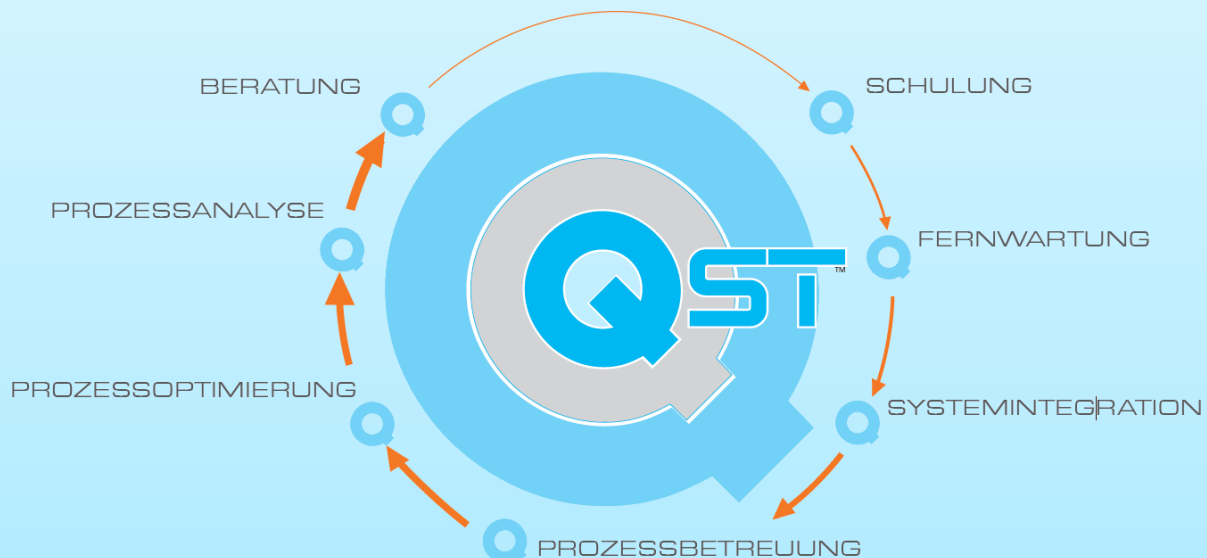 BERATUNG
SCHULUNG
PROZESSANALYSE
FERNWARTUNG
QST™
PROZESSOPTIMIERUNG
SYSTEMINTEGRATION
PROZESSBETREUUNG